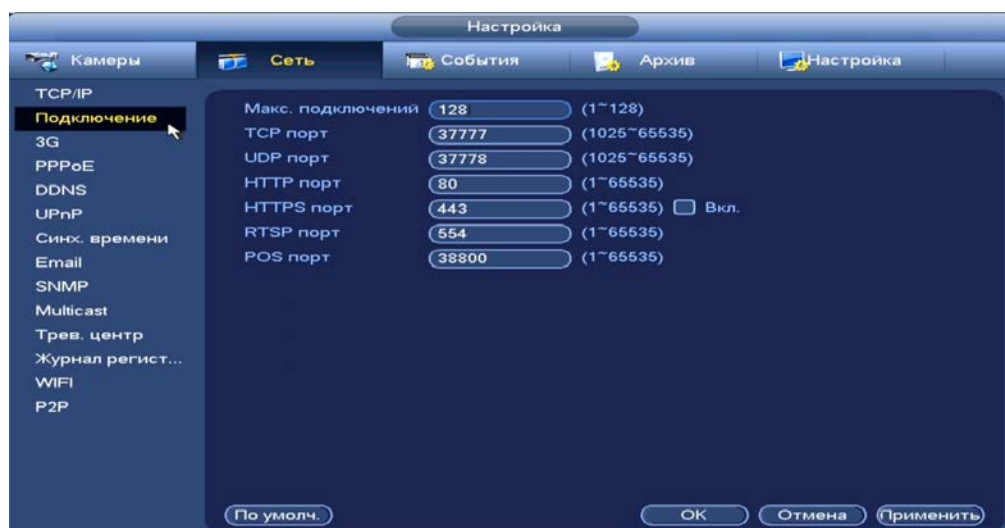 Настройка
Камеры Сеть События Архив Настройка
TCP/IP
Подключение
3G
PPPoE
DDNS
UPnP
Синх. времени
Email
SNMP
Multicast
Трев. центр
Журнал регист...
WIFI
P2P
Макс. подключений 128 (1~128)
TCP порт 37777 (1025~65535)
UDP порт 37778 (1025~65535)
HTTP порт 80 (1~65535)
HTTPS порт 443 (1~65535) Вкл.
RTSP порт 554 (1~65535)
POS порт 38800 (1~65535)
По умолч. OK Отмена Применить